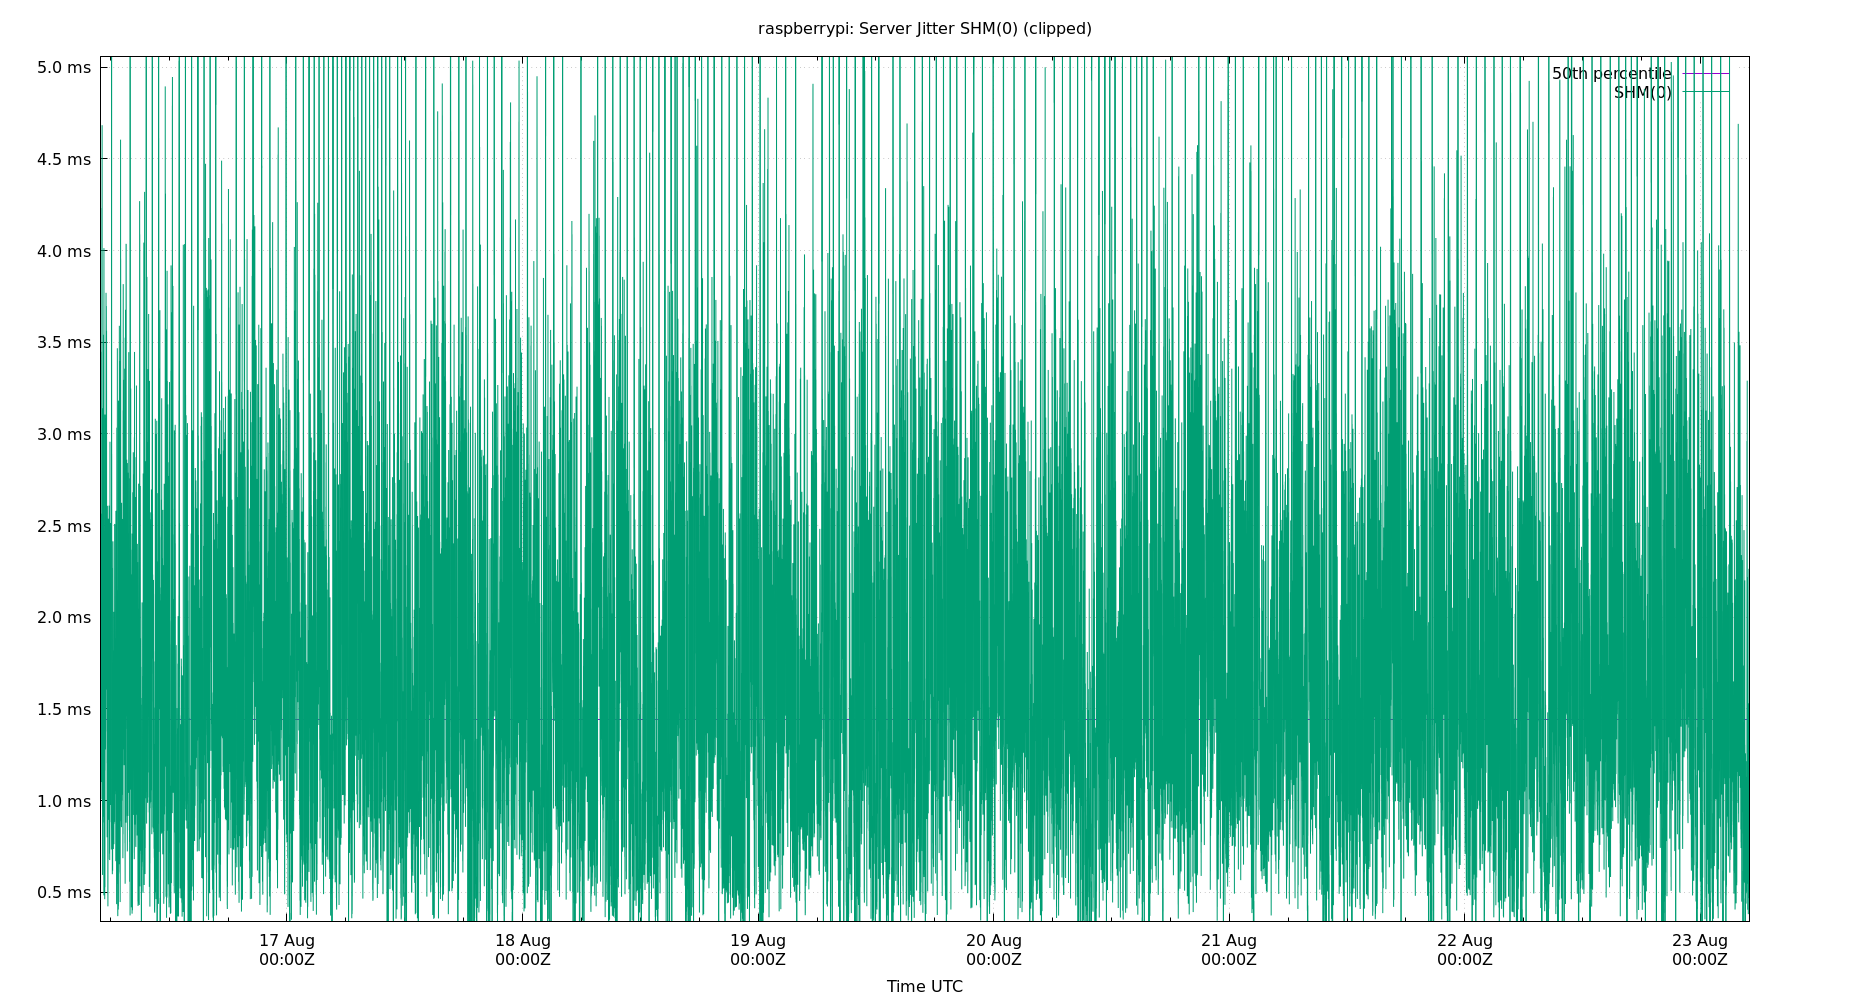 raspberrypi: Server Jitter SHM(0) (clipped)
5.0 ms
4.5 ms
4.0 ms
3.5 ms
3.0 ms
2.5 ms
2.0 ms
1.5 ms
1.0 ms
0.5 ms
50th percentile
SHM(0)
17 Aug
00:00Z
18 Aug
00:00Z
19 Aug
00:00Z
20 Aug
00:00Z
21 Aug
00:00Z
22 Aug
00:00Z
23 Aug
00:00Z
Time UTC